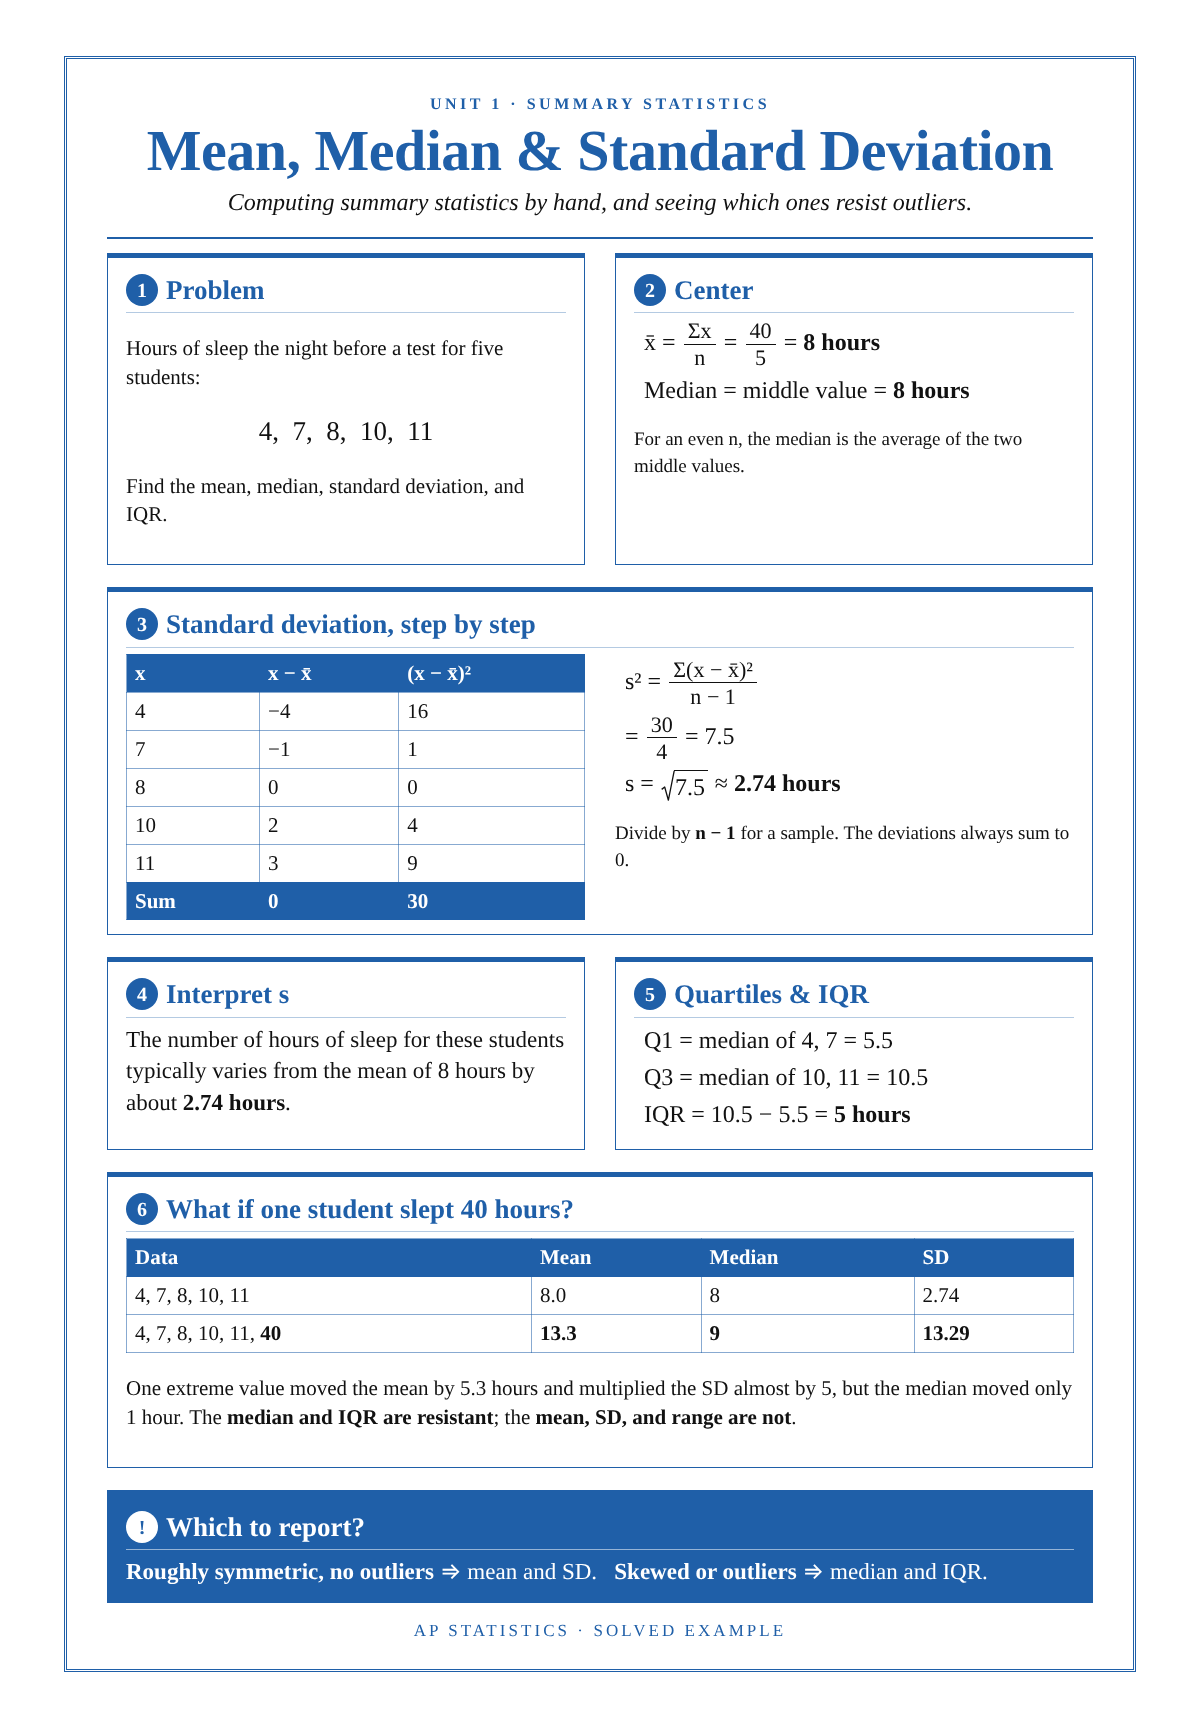 UNIT 1 · SUMMARY STATISTICS
Mean, Median & Standard Deviation
Computing summary statistics by hand, and seeing which ones resist outliers.
1 Problem
Hours of sleep the night before a test for five
students:
4, 7, 8, 10, 11
Find the mean, median, standard deviation, and
IQR.
2 Center
x̄ = Σx/n = 40/5 = 8 hours
Median = middle value = 8 hours
For an even n, the median is the average of the two
middle values.
3 Standard deviation, step by step
x x − x̄ (x − x̄)²
4 −4 16
7 −1 1
8 0 0
10 2 4
11 3 9
Sum 0 30
s² = Σ(x − x̄)²/n − 1
= 30/4 = 7.5
s = √7.5 ≈ 2.74 hours
Divide by n − 1 for a sample. The deviations always sum to
0.
4 Interpret s
The number of hours of sleep for these students
typically varies from the mean of 8 hours by
about 2.74 hours.
5 Quartiles & IQR
Q1 = median of 4, 7 = 5.5
Q3 = median of 10, 11 = 10.5
IQR = 10.5 − 5.5 = 5 hours
6 What if one student slept 40 hours?
Data Mean Median SD
4, 7, 8, 10, 11 8.0 8 2.74
4, 7, 8, 10, 11, 40 13.3 9 13.29
One extreme value moved the mean by 5.3 hours and multiplied the SD almost by 5, but the median moved only
1 hour. The median and IQR are resistant; the mean, SD, and range are not.
! Which to report?
Roughly symmetric, no outliers ⇒ mean and SD. Skewed or outliers ⇒ median and IQR.
AP STATISTICS · SOLVED EXAMPLE